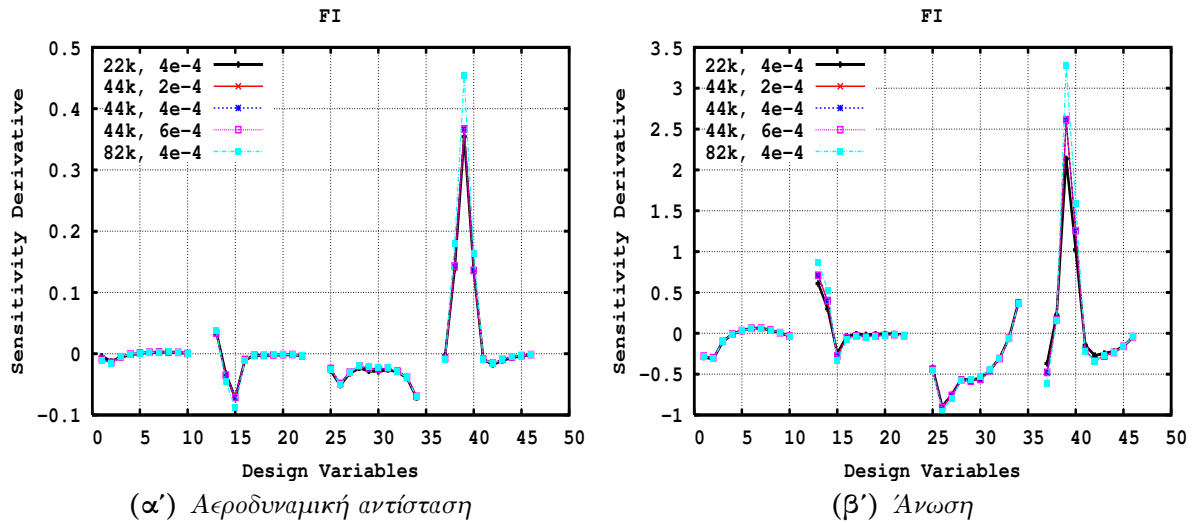 FI
Sensitivity Derivative
0.5
0.4
0.3
0.2
0.1
0
−0.1
22k, 4e−4
44k, 2e−4
44k, 4e−4
44k, 6e−4
82k, 4e−4
0 5 10 15 20 25 30 35 40 45 50
Design Variables
(αʹ) Αεροδυναμική αντίσταση
FI
Sensitivity Derivative
3.5
3
2.5
2
1.5
1
0.5
0
−0.5
−1
22k, 4e−4
44k, 2e−4
44k, 4e−4
44k, 6e−4
82k, 4e−4
0 5 10 15 20 25 30 35 40 45 50
Design Variables
(βʹ) Άνωση